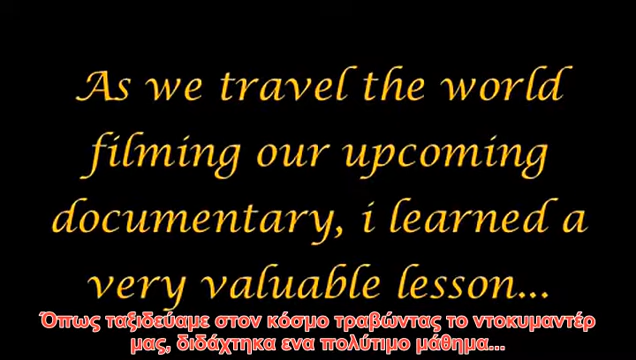 As we travel the world
filming our upcoming
documentary, i learned a
very valuable lesson...
Όπως ταξιδεύαμε στον κόσμο τραβώντας το ντοκυμαντέρ
μας, διδάχτηκα ενα πολύτιμο μάθημα...